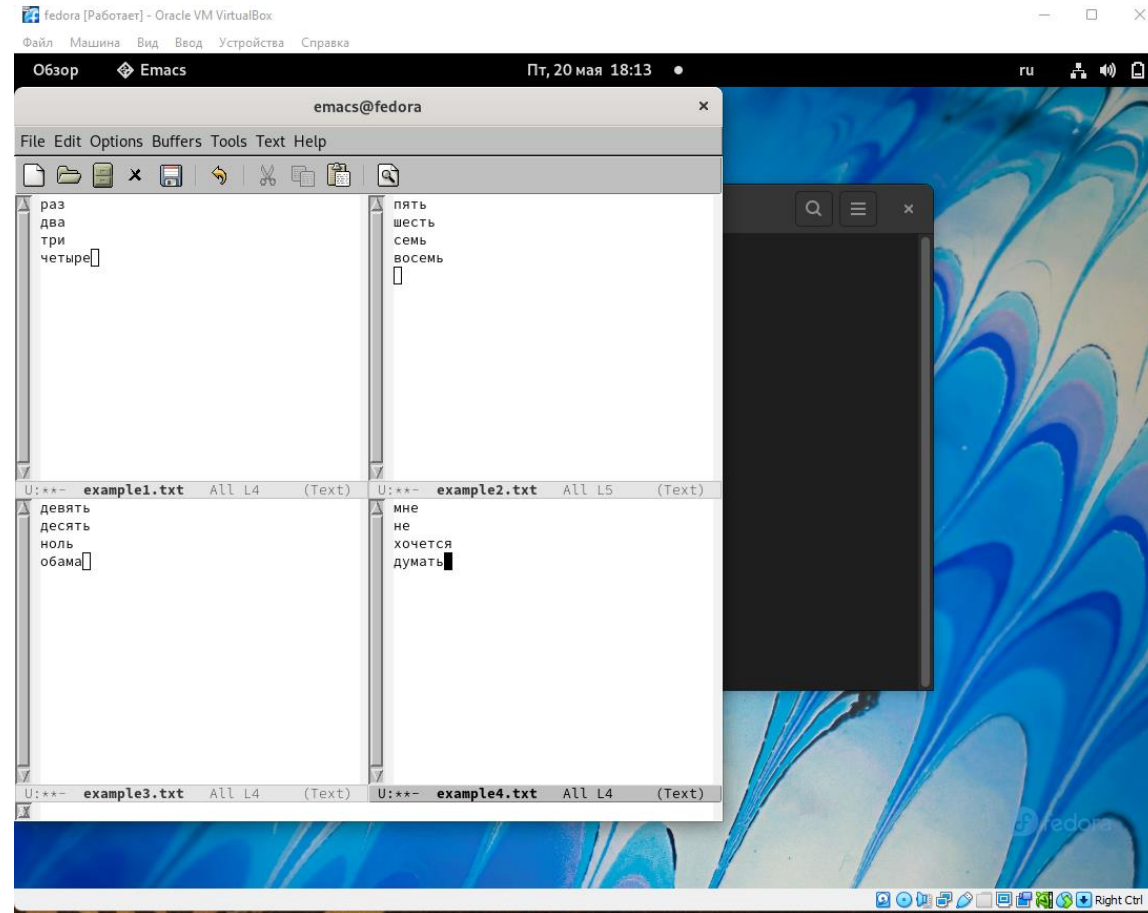 fedora [Работает] - Oracle VM VirtualBox
Файл Машина Вид Ввод Устройства Справка
Обзор Emacs Пт, 20 мая 18:13 ru
emacs@fedora
File Edit Options Buffers Tools Text Help
раз
два
три
четыре
U:**- example1.txt All L4 (Text)
пять
шесть
семь
восемь
U:**- example2.txt All L5 (Text)
девять
десять
ноль
обама
U:**- example3.txt All L4 (Text)
мне
не
хочется
думать
U:**- example4.txt All L4 (Text)
fedora
Right Ctrl